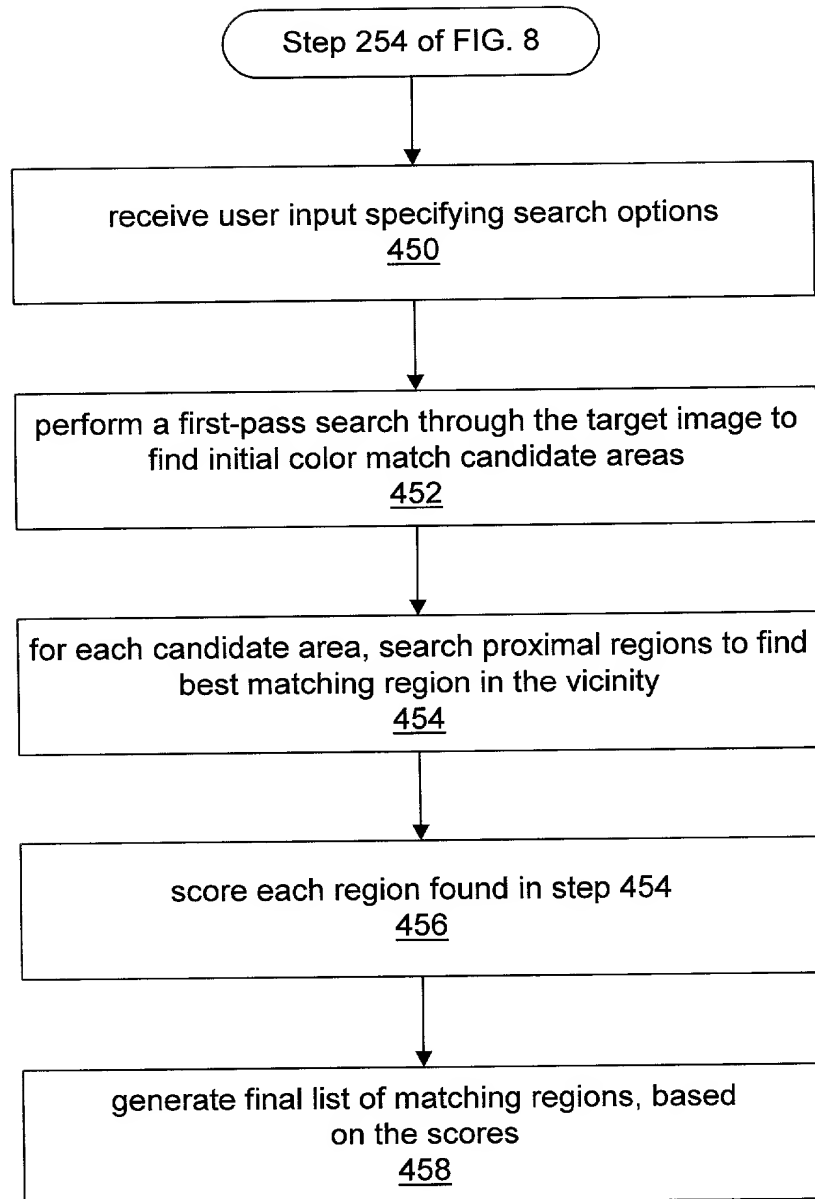 Step 254 of FIG. 8
receive user input specifying search options
450
perform a first-pass search through the target image to
find initial color match candidate areas
452
for each candidate area, search proximal regions to find
best matching region in the vicinity
454
score each region found in step 454
456
generate final list of matching regions, based
on the scores
458